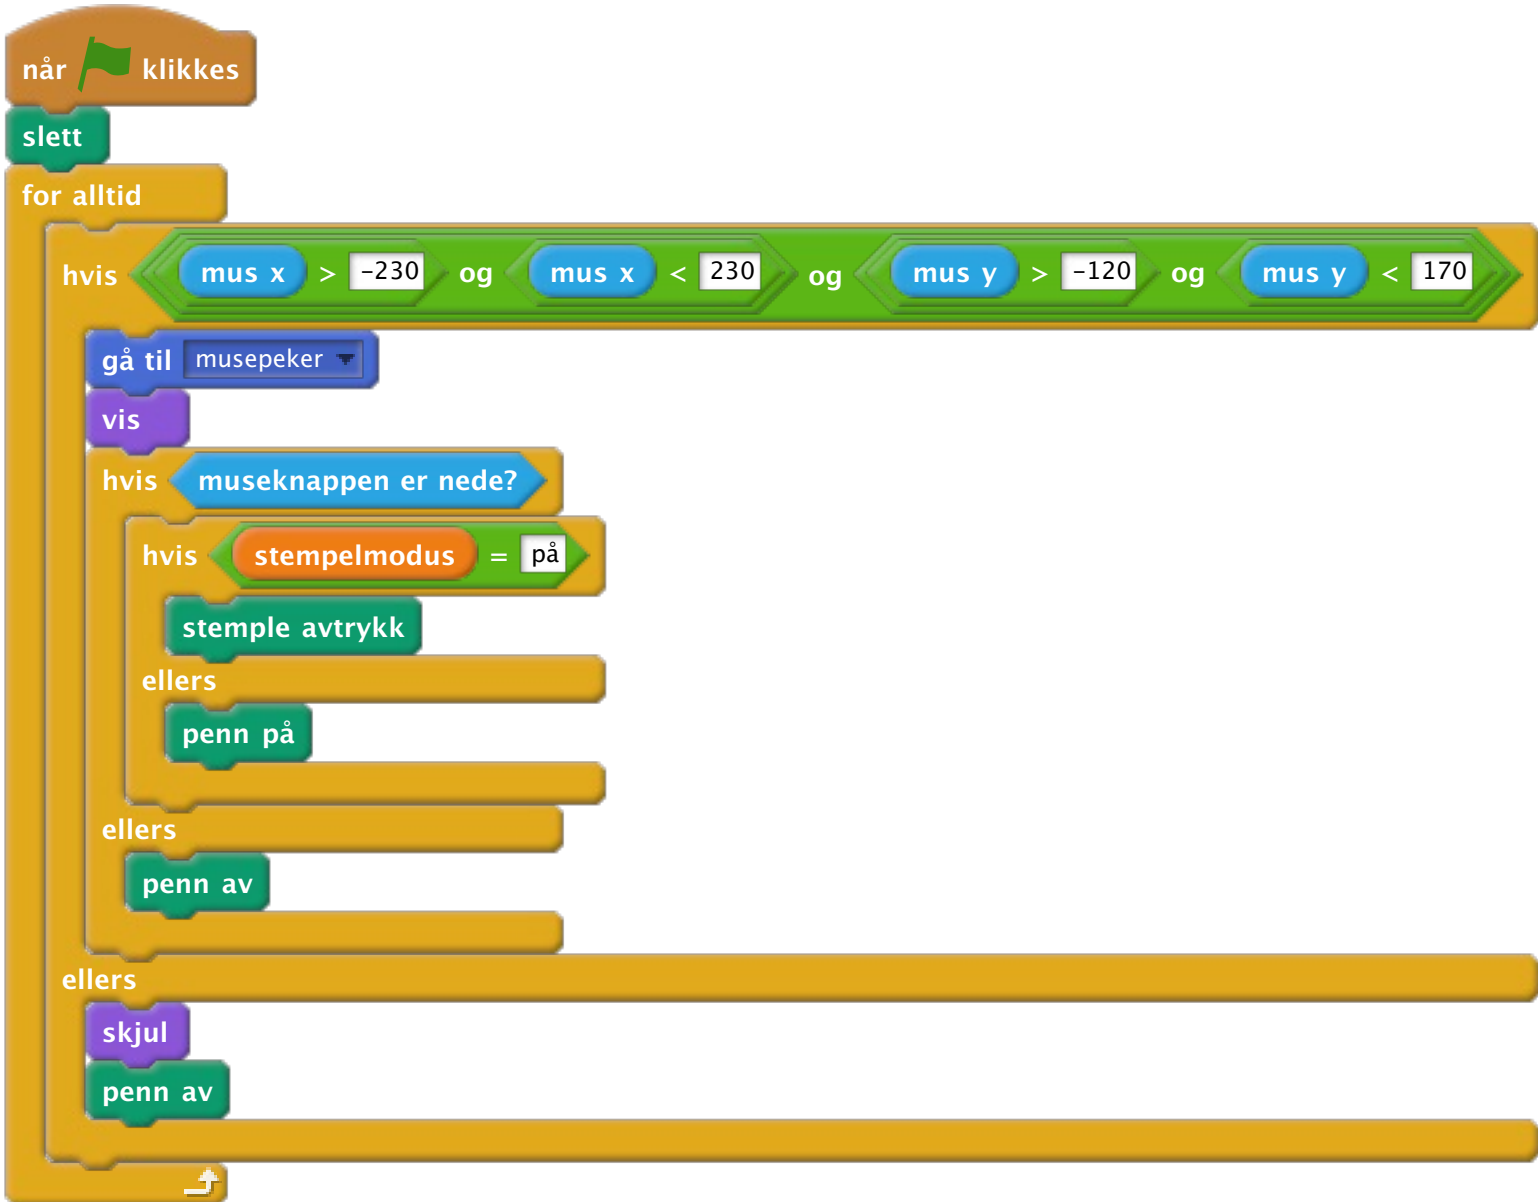 når klikkes
slett
for alltid
hvis mus x > -230 og mus x < 230 og mus y > -120 og mus y < 170
gå til musepeker
vis
hvis museknappen er nede?
hvis stempelmodus = på
stemple avtrykk
ellers
penn på
ellers
penn av
ellers
skjul
penn av